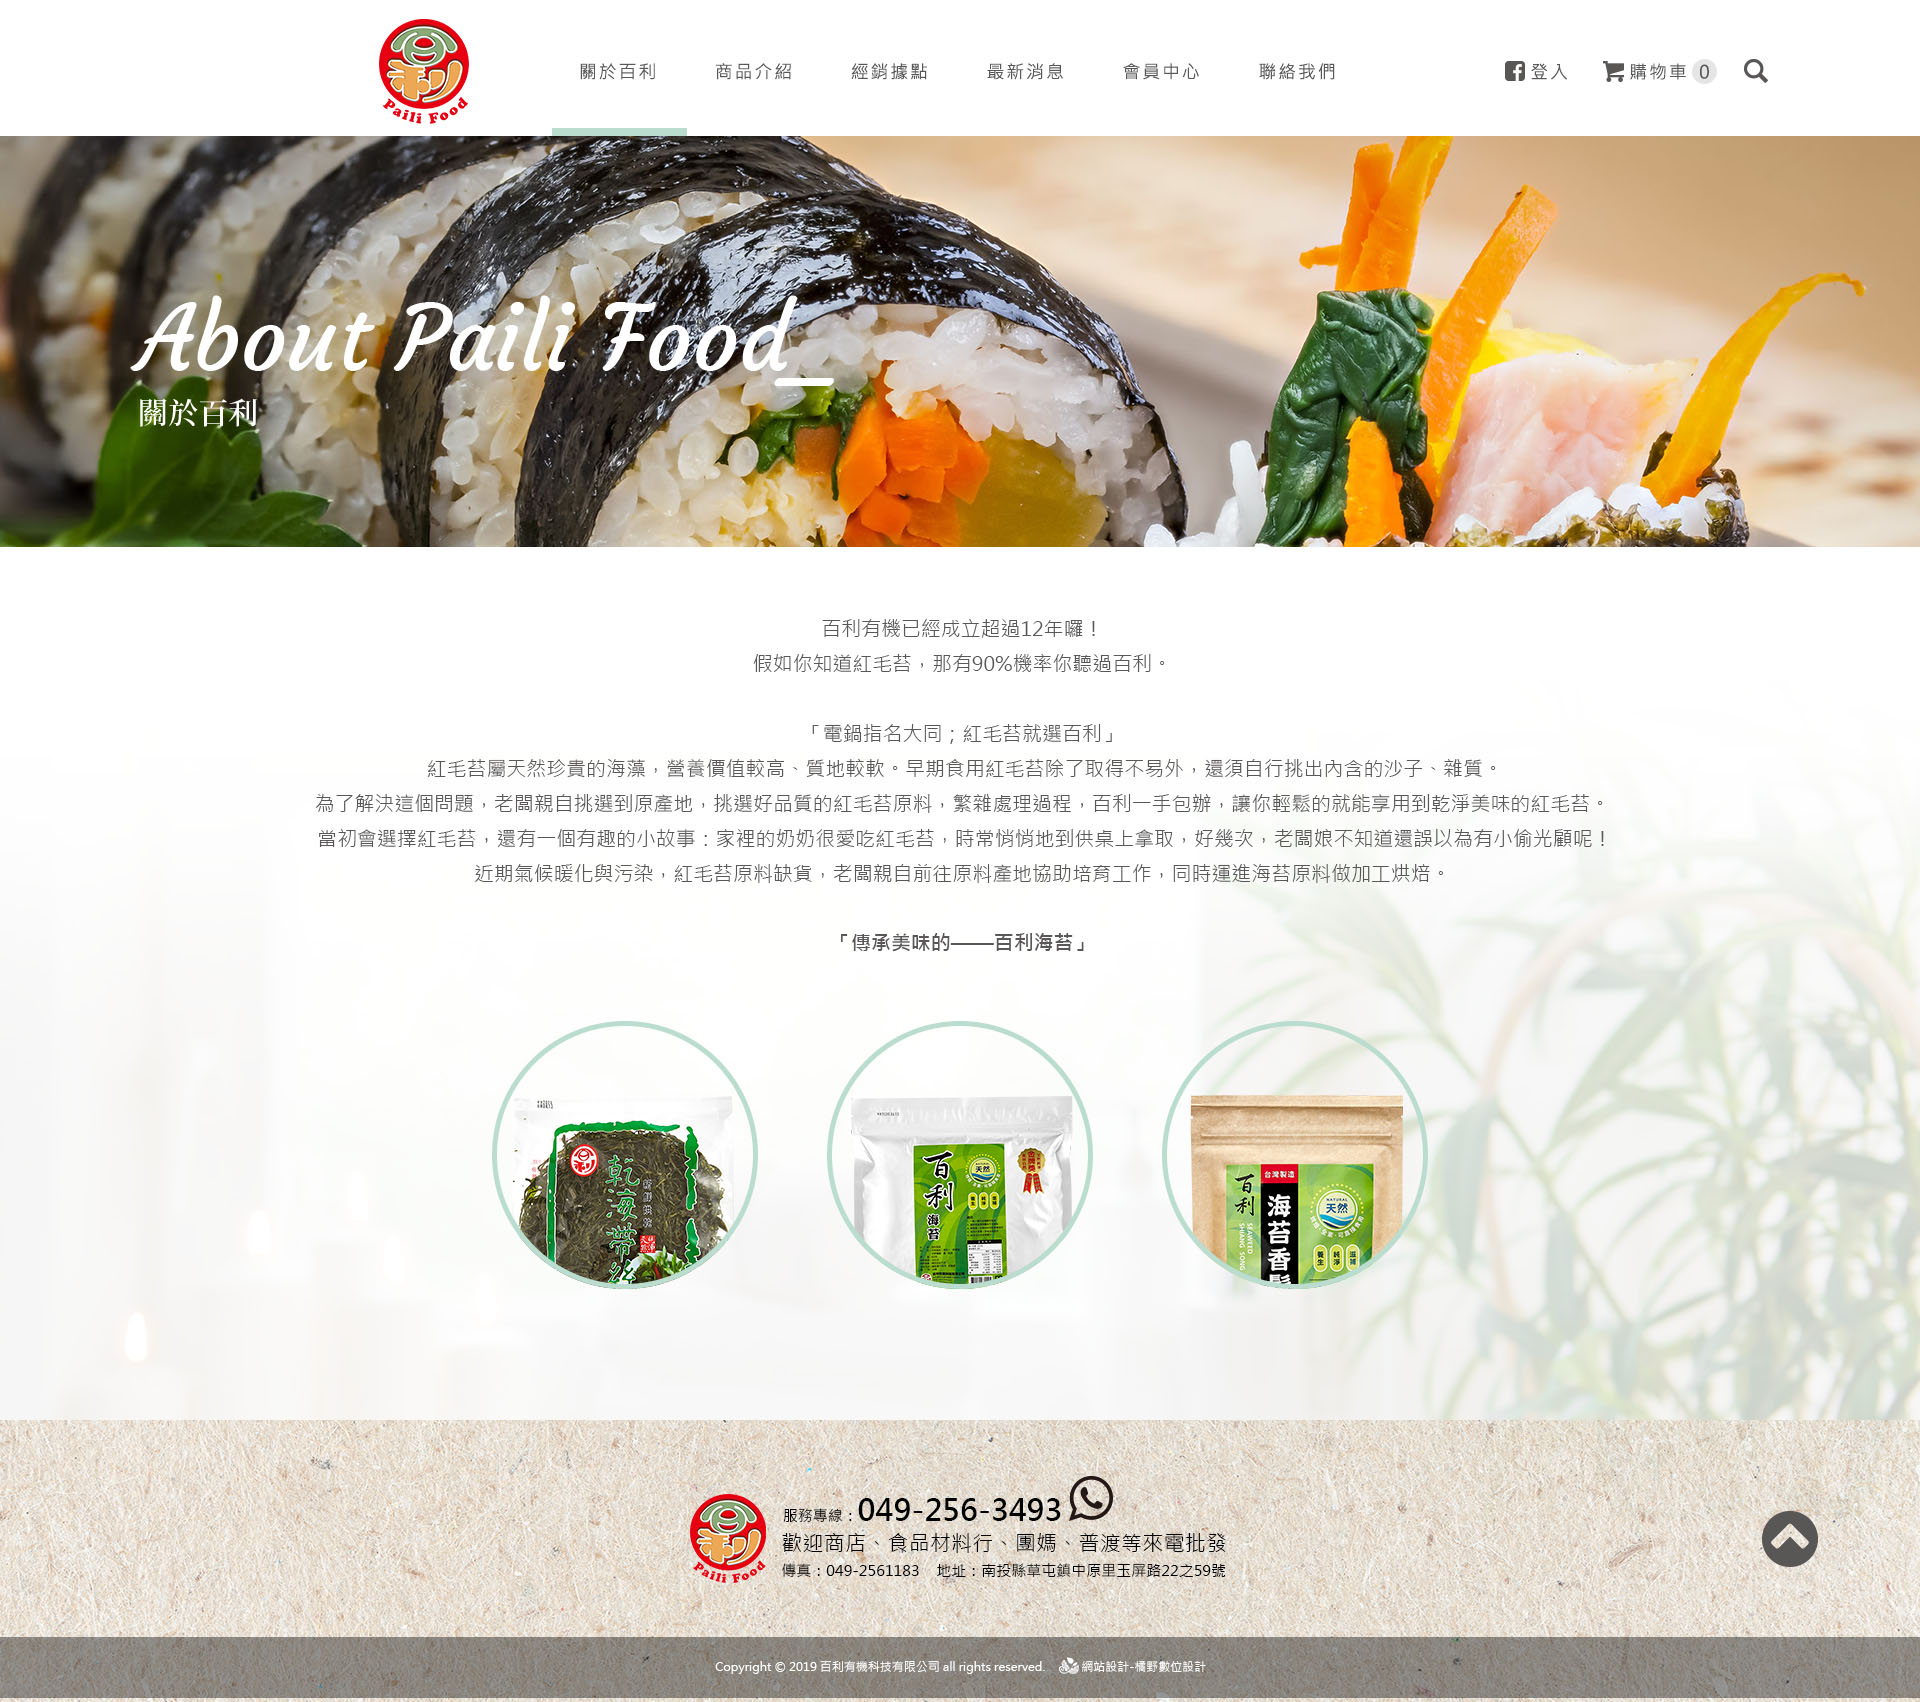 Paili Food
關於百利
商品介紹
經銷據點
最新消息
會員中心
聯絡我們
登入
購物車 0
About Paili Food_
關於百利
百利有機已經成立超過12年囉！
假如你知道紅毛苔，那有90%機率你聽過百利。
「電鍋指名大同；紅毛苔就選百利」
紅毛苔屬天然珍貴的海藻，營養價值較高、質地較軟。早期食用紅毛苔除了取得不易外，還須自行挑出內含的沙子、雜質。
為了解決這個問題，老闆親自挑選到原產地，挑選好品質的紅毛苔原料，繁雜處理過程，百利一手包辦，讓你輕鬆的就能享用到乾淨美味的紅毛苔。
當初會選擇紅毛苔，還有一個有趣的小故事：家裡的奶奶很愛吃紅毛苔，時常悄悄地到供桌上拿取，好幾次，老闆娘不知道還誤以為有小偷光顧呢！
近期氣候暖化與污染，紅毛苔原料缺貨，老闆親自前往原料產地協助培育工作，同時運進海苔原料做加工烘焙。
「傳承美味的——百利海苔」
乾海帶絲
百利
海苔
天然
台灣製造
百利
海苔香鬆
SEAWEED
SHIANG SONG
NATURAL
天然
養生
純淨
Paili Food
服務專線：049-256-3493
歡迎商店、食品材料行、團媽、普渡等來電批發
傳真：049-2561183 地址：南投縣草屯鎮中原里玉屏路22之59號
Copyright © 2019 百利有機科技有限公司 all rights reserved. 網站設計-橘野數位設計